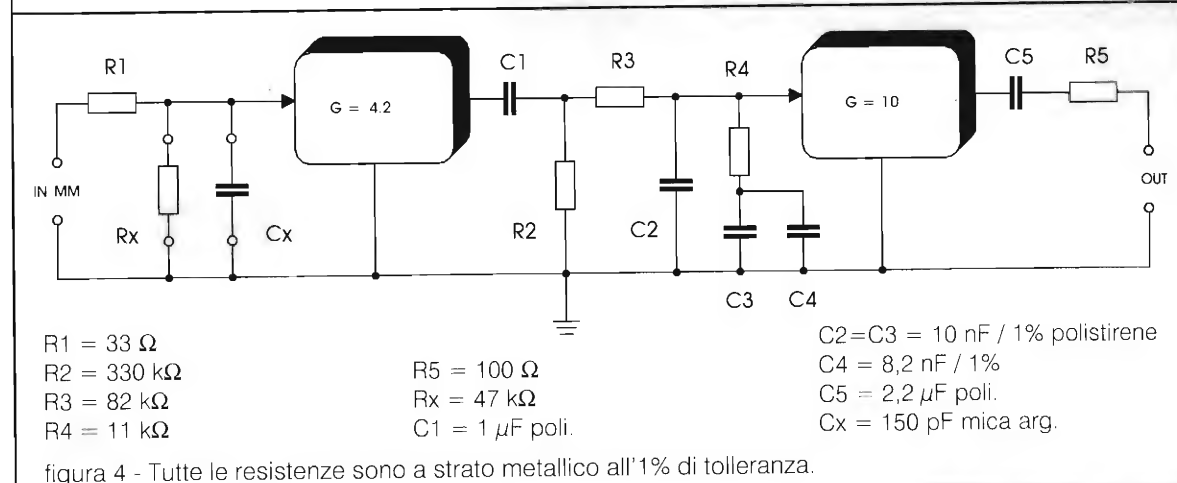 R1
G = 4.2
C1
R3
R4
G = 10
C5
R5
IN MM
OUT
Rx
Cx
R2
C2
C3
C4
R1 = 33 Ω
R2 = 330 kΩ
R3 = 82 kΩ
R4 = 11 kΩ
R5 = 100 Ω
Rx = 47 kΩ
C1 = 1 μF poli.
C2=C3 = 10 nF / 1% polistirene
C4 = 8,2 nF / 1%
C5 = 2,2 μF poli.
Cx = 150 pF mica arg.
figura 4 - Tutte le resistenze sono a strato metallico all'1% di tolleranza.